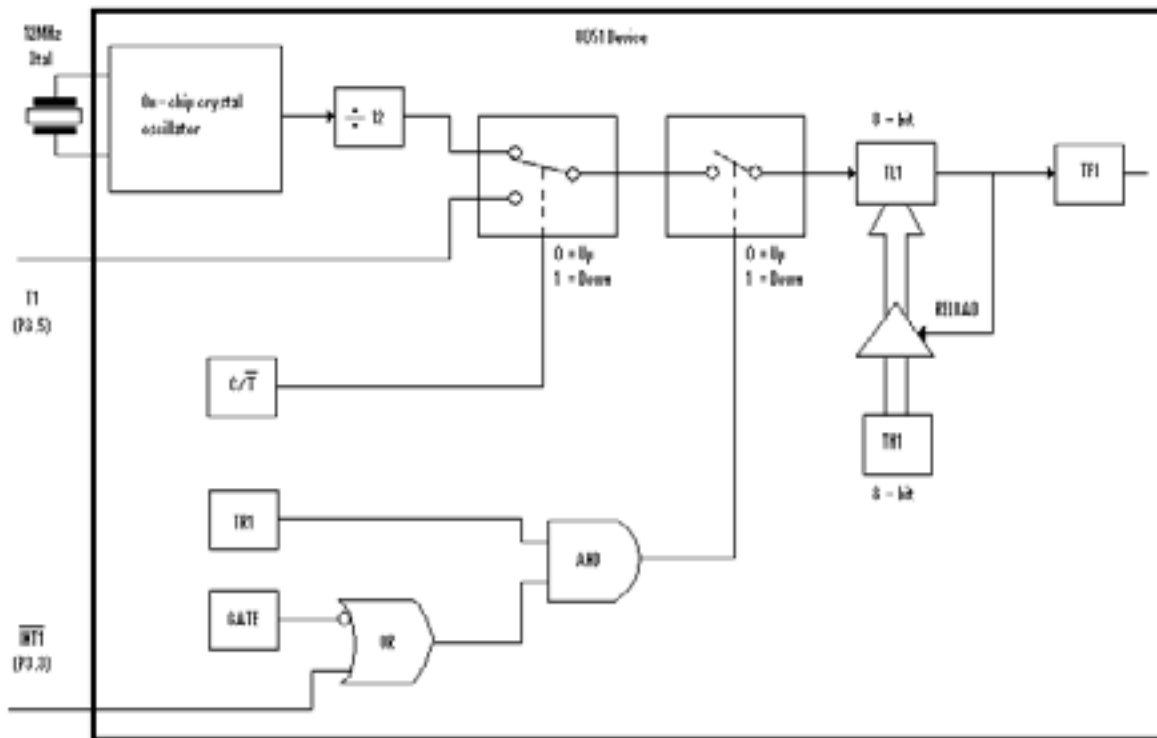 12MHz
Xtal
8051 Device
On - chip crystal
oscillator
÷ 12
8 - bit
TL1
TF1
0 = Up
1 = Down
0 = Up
1 = Down
T1
(P3.5)
RELOAD
C/T̅
TH1
8 - bit
TR1
AND
GATE
OR
I̅N̅T̅1̅
(P3.3)